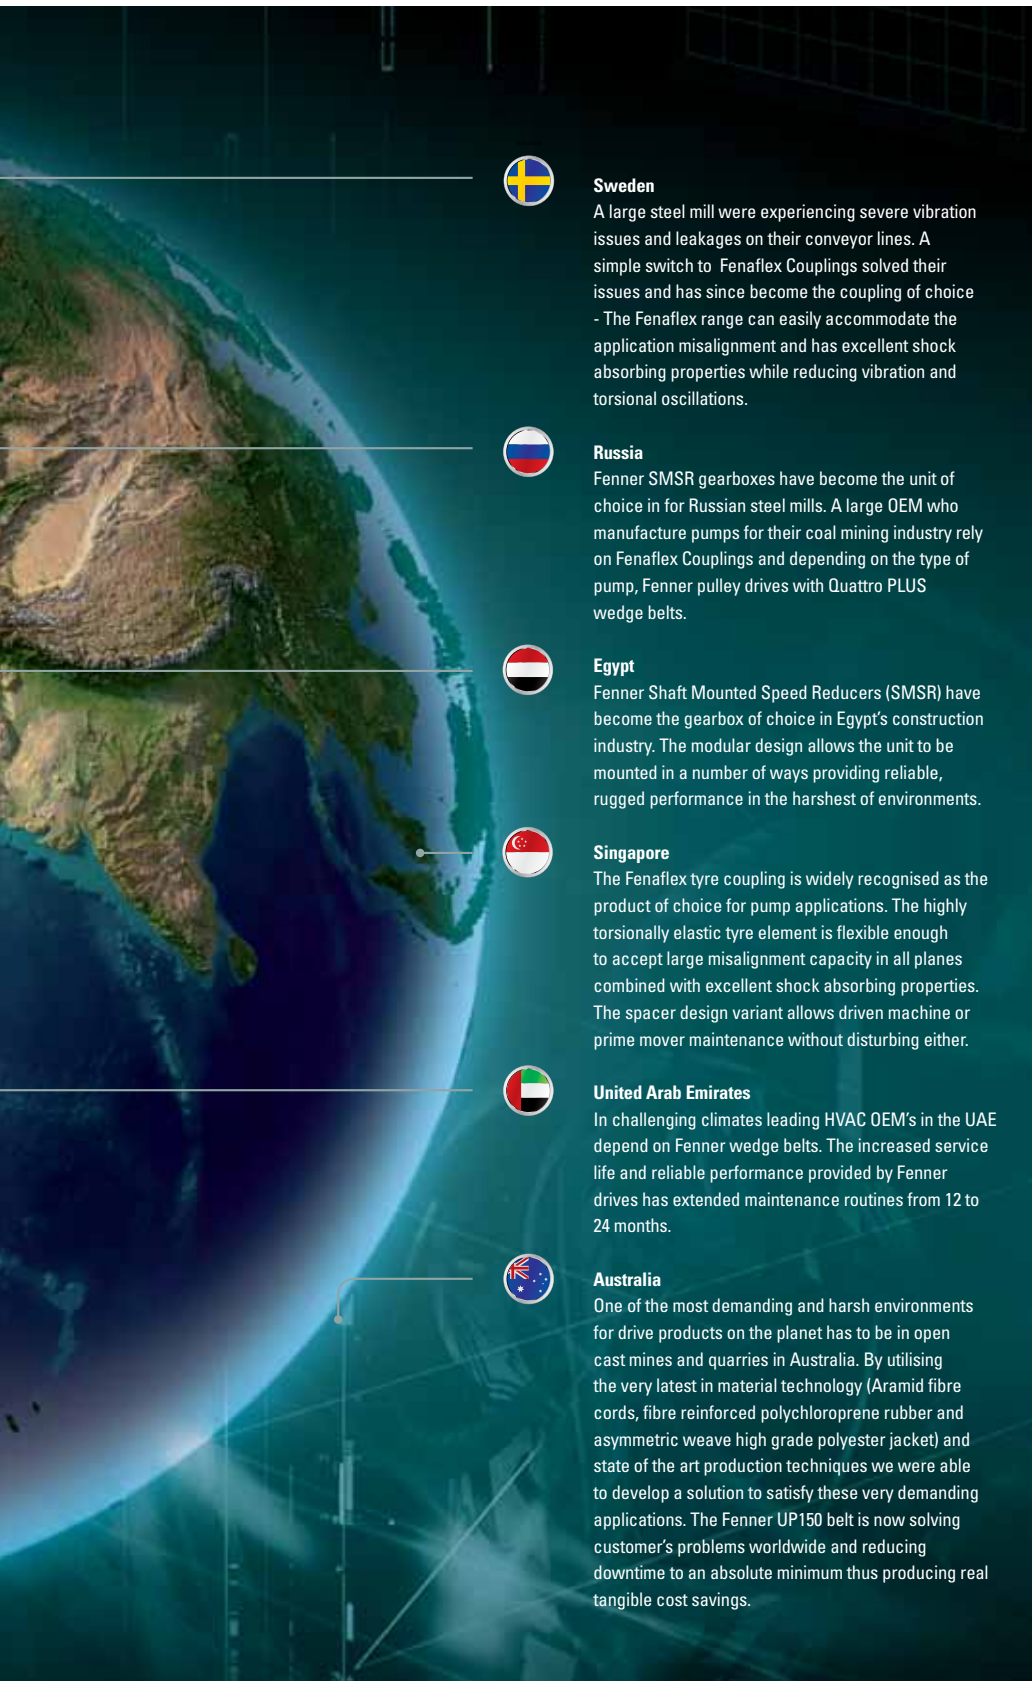 Sweden
A large steel mill were experiencing severe vibration
issues and leakages on their conveyor lines. A
simple switch to  Fenaflex Couplings solved their
issues and has since become the coupling of choice
- The Fenaflex range can easily accommodate the
application misalignment and has excellent shock
absorbing properties while reducing vibration and
torsional oscillations.
Russia
Fenner SMSR gearboxes have become the unit of
choice in for Russian steel mills. A large OEM who
manufacture pumps for their coal mining industry rely
on Fenaflex Couplings and depending on the type of
pump, Fenner pulley drives with Quattro PLUS
wedge belts.
Egypt
Fenner Shaft Mounted Speed Reducers (SMSR) have
become the gearbox of choice in Egypt's construction
industry. The modular design allows the unit to be
mounted in a number of ways providing reliable,
rugged performance in the harshest of environments.
Singapore
The Fenaflex tyre coupling is widely recognised as the
product of choice for pump applications. The highly
torsionally elastic tyre element is flexible enough
to accept large misalignment capacity in all planes
combined with excellent shock absorbing properties.
The spacer design variant allows driven machine or
prime mover maintenance without disturbing either.
United Arab Emirates
In challenging climates leading HVAC OEM's in the UAE
depend on Fenner wedge belts. The increased service
life and reliable performance provided by Fenner
drives has extended maintenance routines from 12 to
24 months.
Australia
One of the most demanding and harsh environments
for drive products on the planet has to be in open
cast mines and quarries in Australia. By utilising
the very latest in material technology (Aramid fibre
cords, fibre reinforced polychloroprene rubber and
asymmetric weave high grade polyester jacket) and
state of the art production techniques we were able
to develop a solution to satisfy these very demanding
applications. The Fenner UP150 belt is now solving
customer's problems worldwide and reducing
downtime to an absolute minimum thus producing real
tangible cost savings.